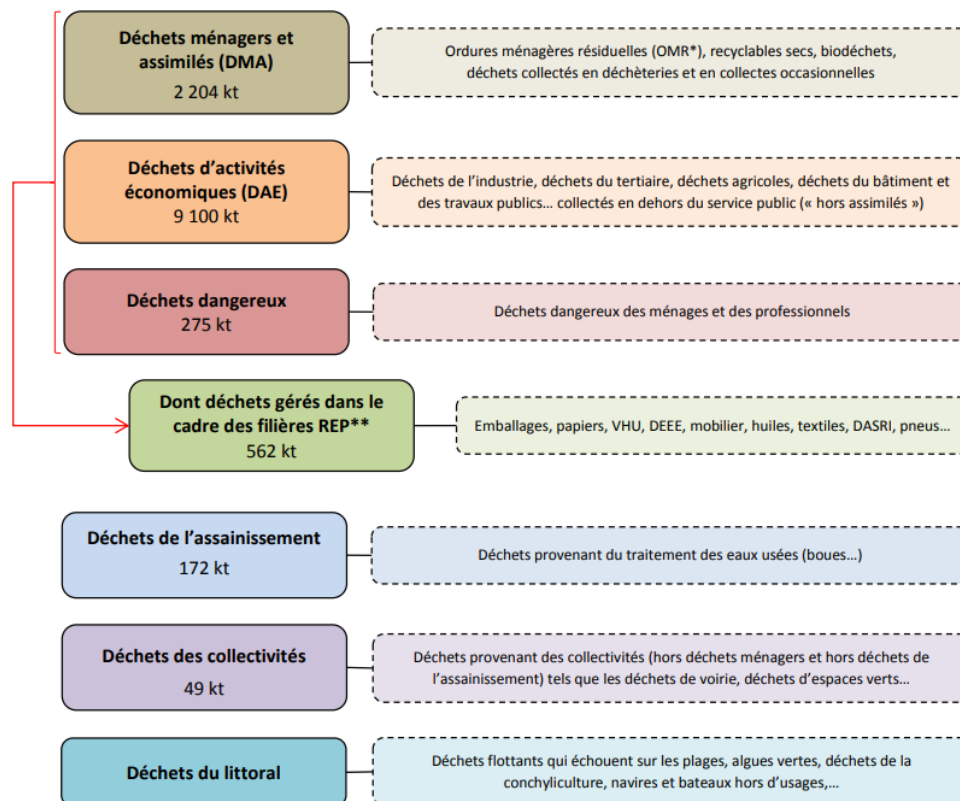 Déchets ménagers et
assimilés (DMA)
2 204 kt
Ordures ménagères résiduelles (OMR*), recyclables secs, biodéchets,
déchets collectés en déchèteries et en collectes occasionnelles
Déchets d'activités
économiques (DAE)
9 100 kt
Déchets de l'industrie, déchets du tertiaire, déchets agricoles, déchets du bâtiment et
des travaux publics… collectés en dehors du service public (« hors assimilés »)
Déchets dangereux
275 kt
Déchets dangereux des ménages et des professionnels
Dont déchets gérés dans le
cadre des filières REP**
562 kt
Emballages, papiers, VHU, DEEE, mobilier, huiles, textiles, DASRI, pneus…
Déchets de l'assainissement
172 kt
Déchets provenant du traitement des eaux usées (boues…)
Déchets des collectivités
49 kt
Déchets provenant des collectivités (hors déchets ménagers et hors déchets de
l'assainissement) tels que les déchets de voirie, déchets d'espaces verts…
Déchets du littoral
Déchets flottants qui échouent sur les plages, algues vertes, déchets de la
conchyliculture, navires et bateaux hors d'usages,…